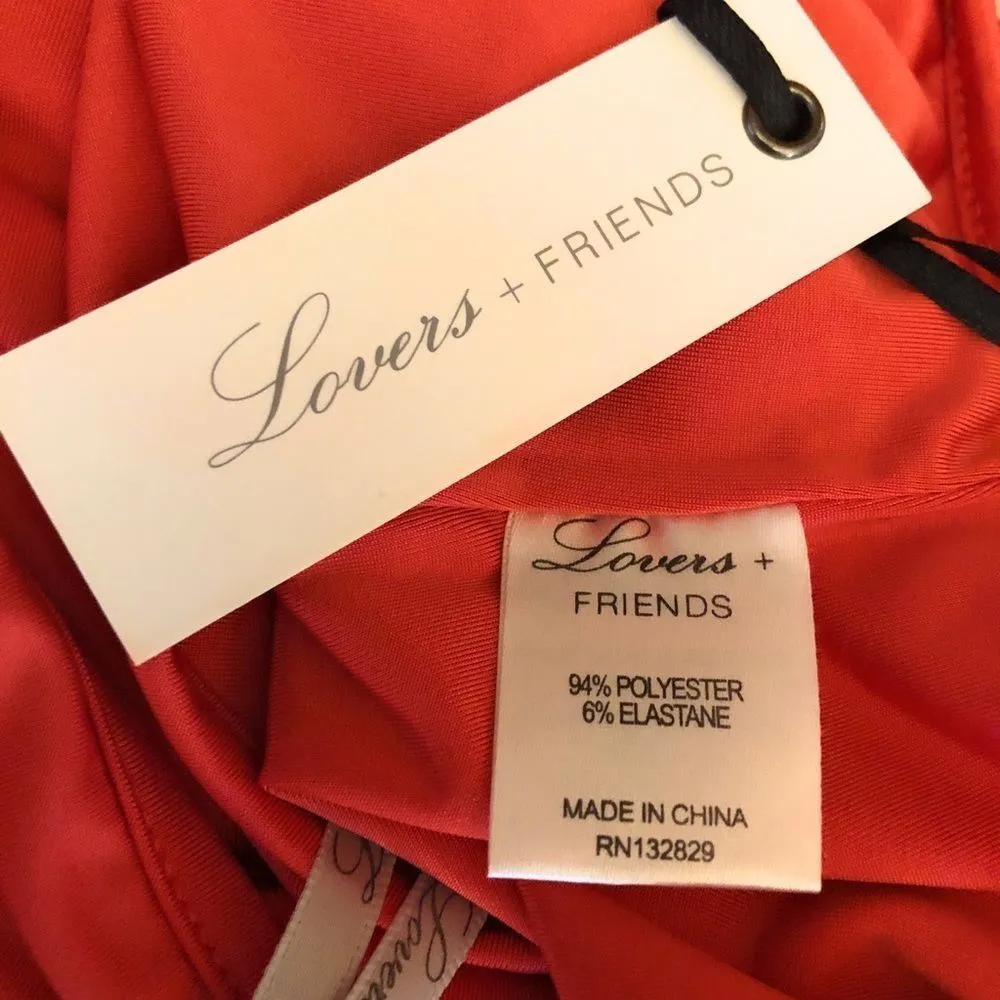 Lovers + FRIENDS
Lovers +
FRIENDS
94% POLYESTER
6% ELASTANE
MADE IN CHINA
RN132829